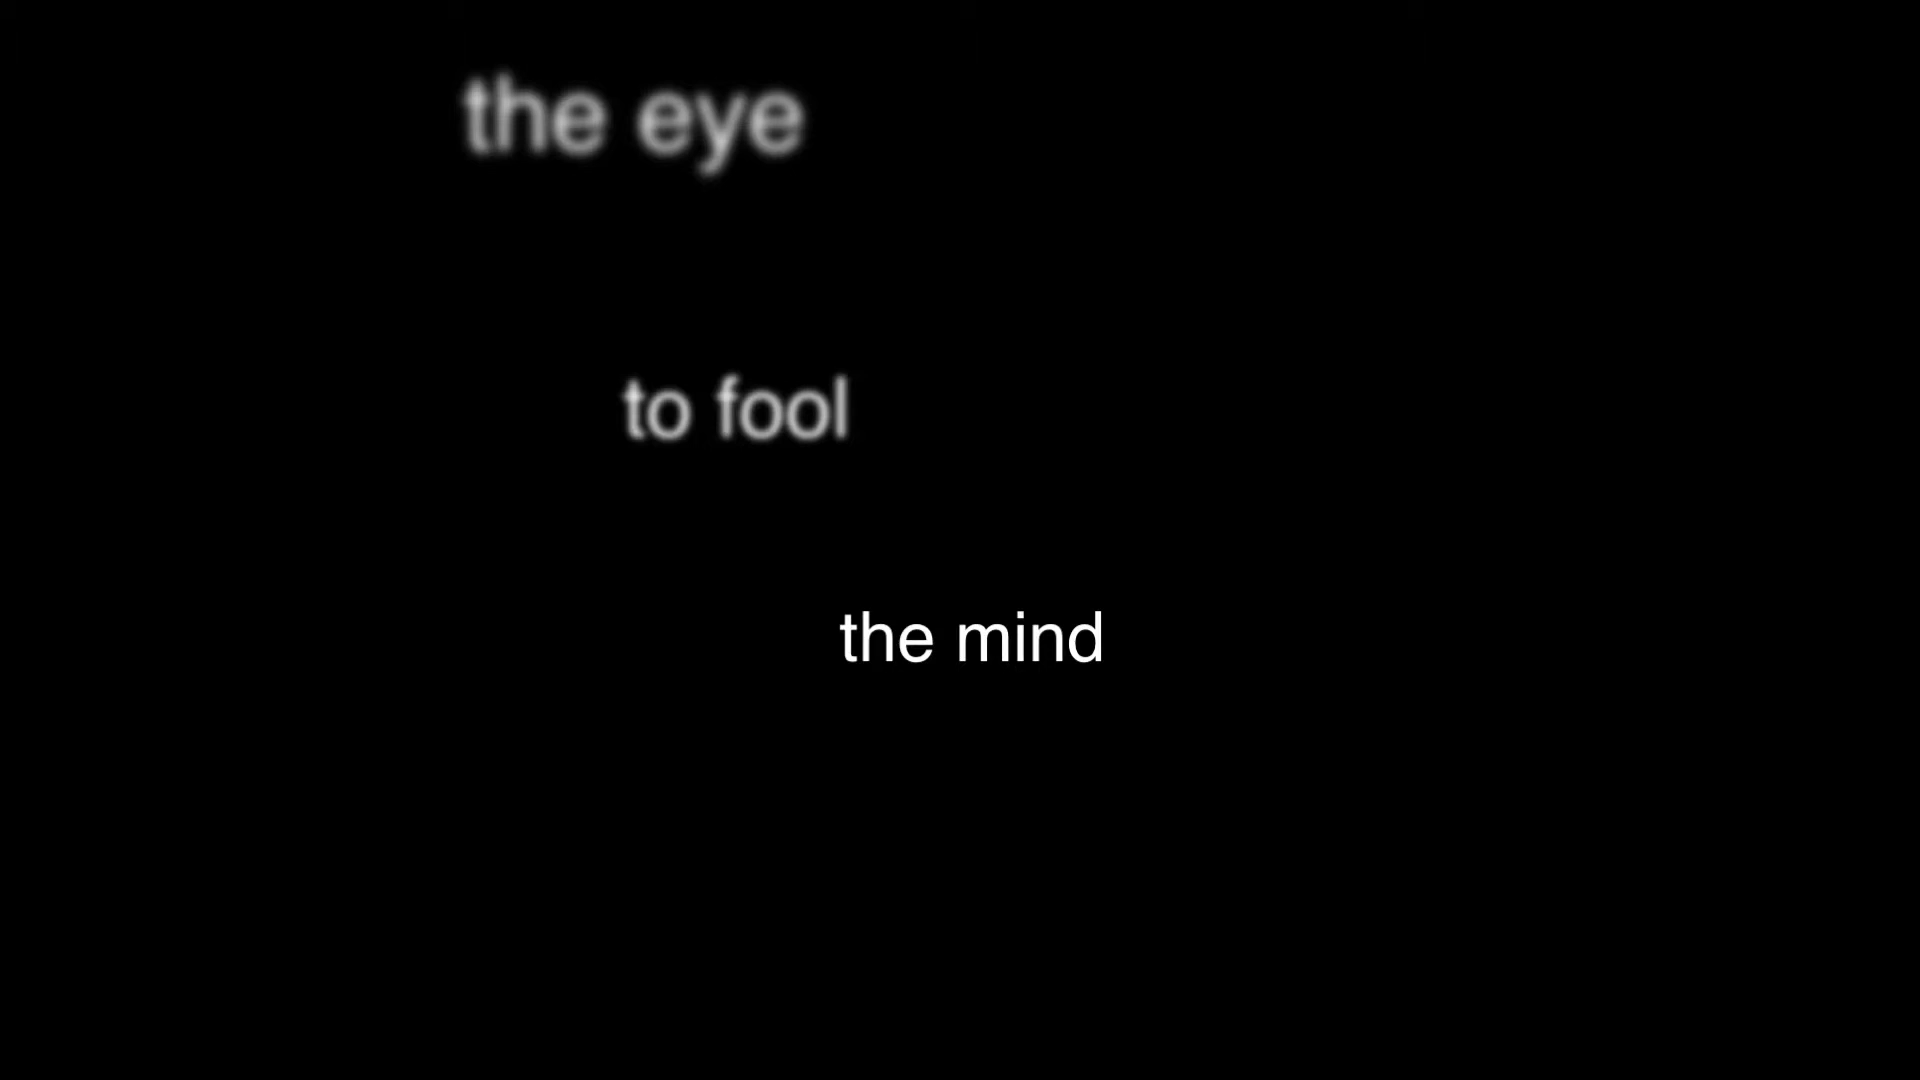 the eye
to fool
the mind